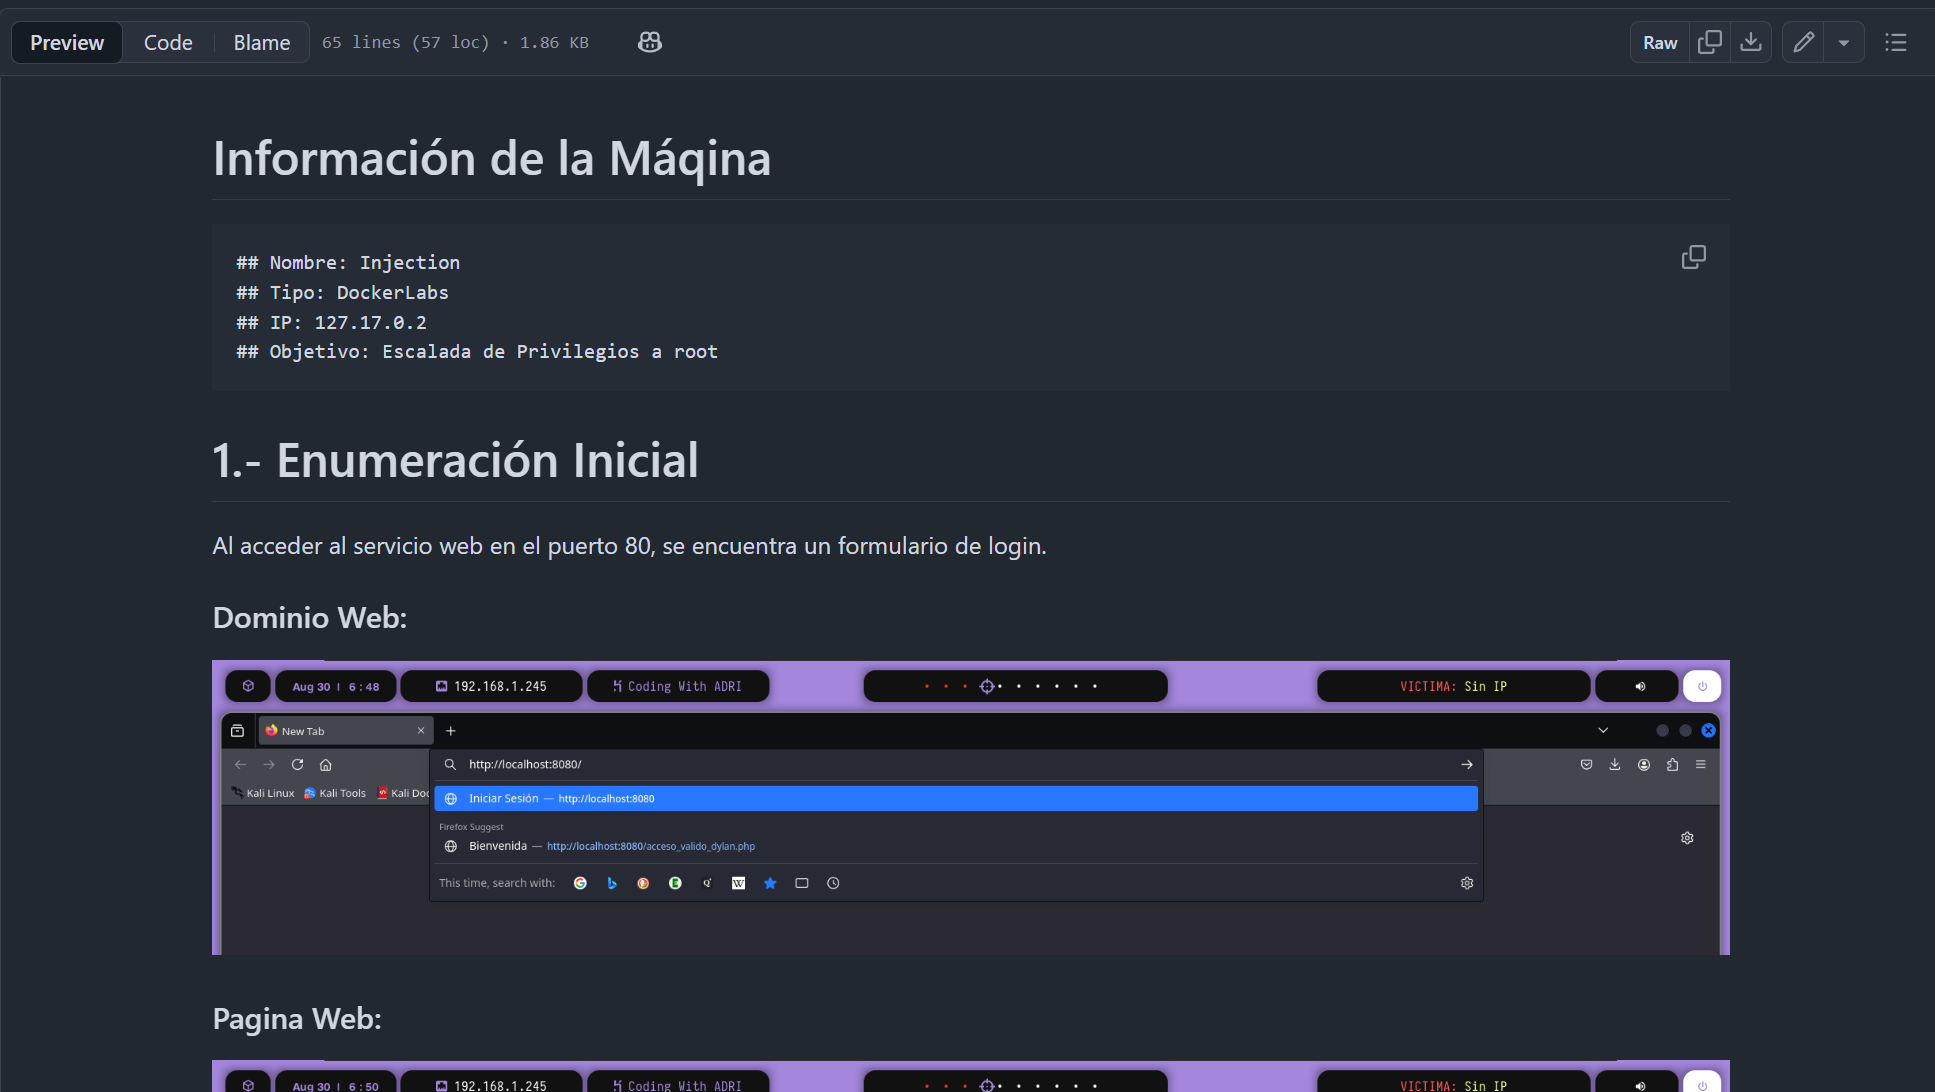 Preview Code Blame 65 lines (57 loc) · 1.86 KB Raw
Información de la Máqina
## Nombre: Injection
## Tipo: DockerLabs
## IP: 127.17.0.2
## Objetivo: Escalada de Privilegios a root
1.- Enumeración Inicial
Al acceder al servicio web en el puerto 80, se encuentra un formulario de login.
Dominio Web:
Aug 30 | 6:48 192.168.1.245 Coding With ADRI VICTIMA: Sin IP
New Tab
http://localhost:8080/
Kali Linux Kali Tools Kali Doc
Iniciar Sesión — http://localhost:8080
Firefox Suggest
Bienvenida — http://localhost:8080/acceso_valido_dylan.php
This time, search with:
Pagina Web:
Aug 30 | 6:50 192.168.1.245 Coding With ADRI VICTIMA: Sin IP